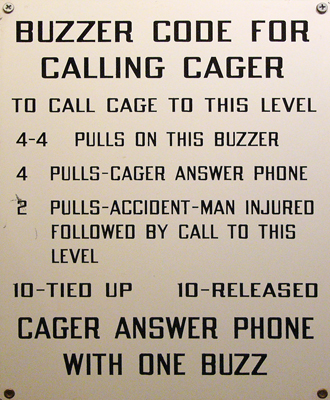 BUZZER CODE FOR
CALLING CAGER
TO CALL CAGE TO THIS LEVEL
4-4 PULLS ON THIS BUZZER
4 PULLS-CAGER ANSWER PHONE
2 PULLS-ACCIDENT-MAN INJURED
FOLLOWED BY CALL TO THIS
LEVEL
10-TIED UP 10-RELEASED
CAGER ANSWER PHONE
WITH ONE BUZZ